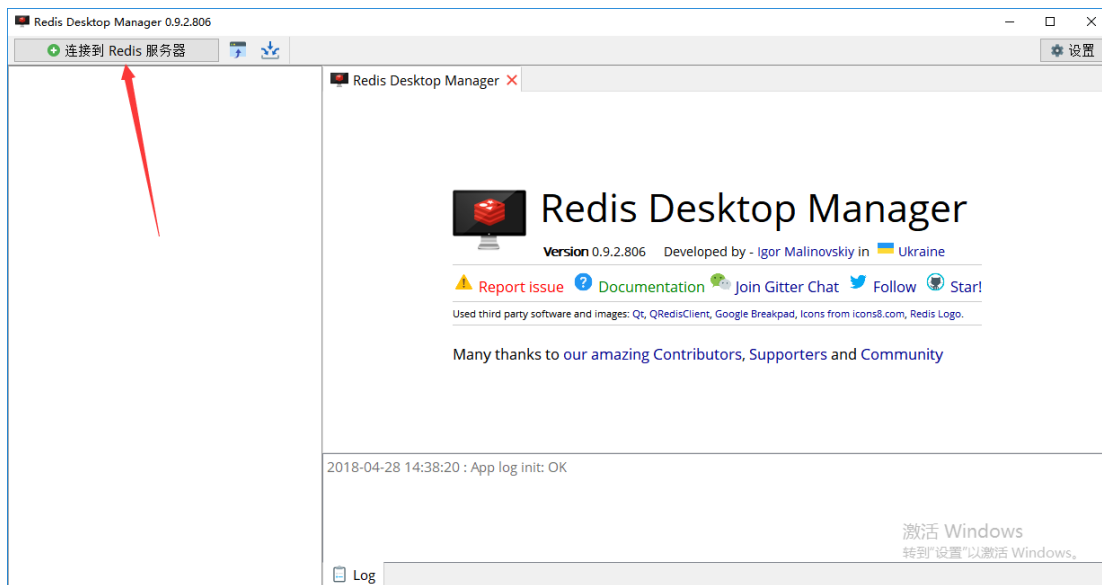 Redis Desktop Manager 0.9.2.806
连接到 Redis 服务器
设置
Redis Desktop Manager
Redis Desktop Manager
Version 0.9.2.806 Developed by - Igor Malinovskiy in Ukraine
Report issue Documentation Join Gitter Chat Follow Star!
Used third party software and images: Qt, QRedisClient, Google Breakpad, Icons from icons8.com, Redis Logo.
Many thanks to our amazing Contributors, Supporters and Community
2018-04-28 14:38:20 : App log init: OK
激活 Windows
转到"设置"以激活 Windows。
Log